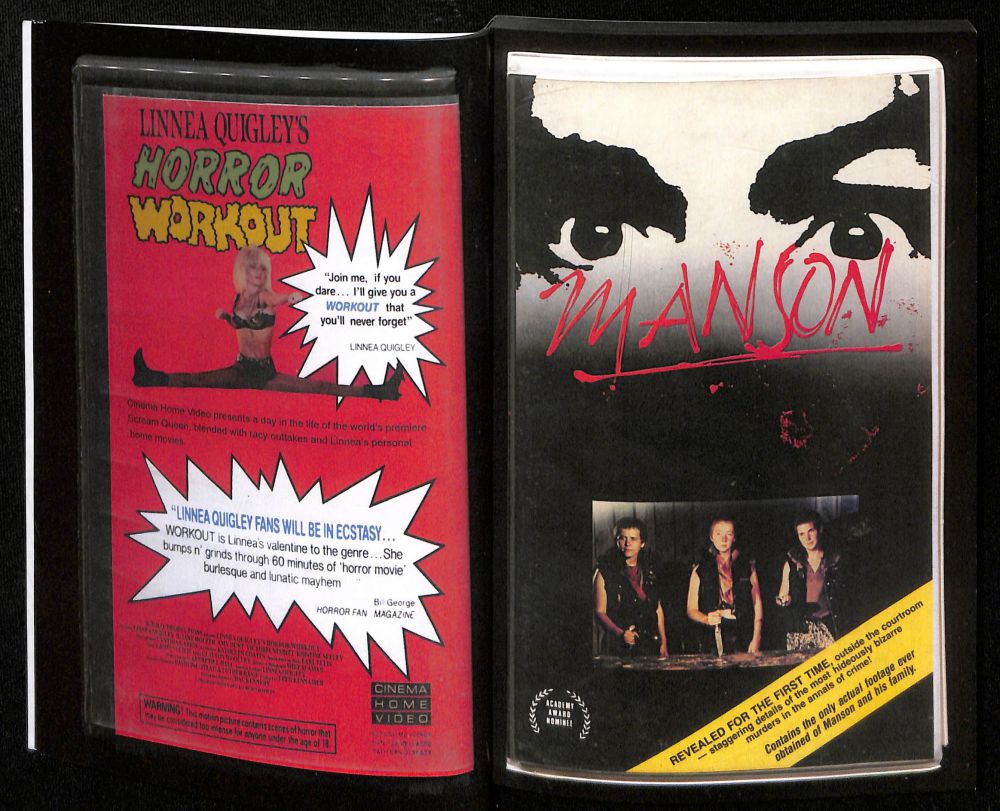 LINNEA QUIGLEY'S
HORROR
WORKOUT
"Join me, if you
dare... I'll give you a
WORKOUT that
you'll never forget"
LINNEA QUIGLEY
Cinema Home Video presents a day in the life of the world's premiere
Scream Queen, blended with racy outtakes and Linnea's personal
home movies.
"LINNEA QUIGLEY FANS WILL BE IN ECSTASY...
WORKOUT is Linnea's valentine to the genre...She
bumps n' grinds through 60 minutes of 'horror movie'
burlesque and lunatic mayhem
Bill George
HORROR FAN MAGAZINE
LINNEA QUIGLEY'S HORROR WORKOUT
CINEMA
HOME
VIDEO
WARNING! This motion picture contains scenes of horror that
may be considered too intense for anyone under the age of 18.
MANSON
ACADEMY
AWARD
NOMINEE
REVEALED FOR THE FIRST TIME, outside the courtroom
— staggering details of the most hideously bizarre
murders in the annals of crime!
Contains the only actual footage ever
obtained of Manson and his family.